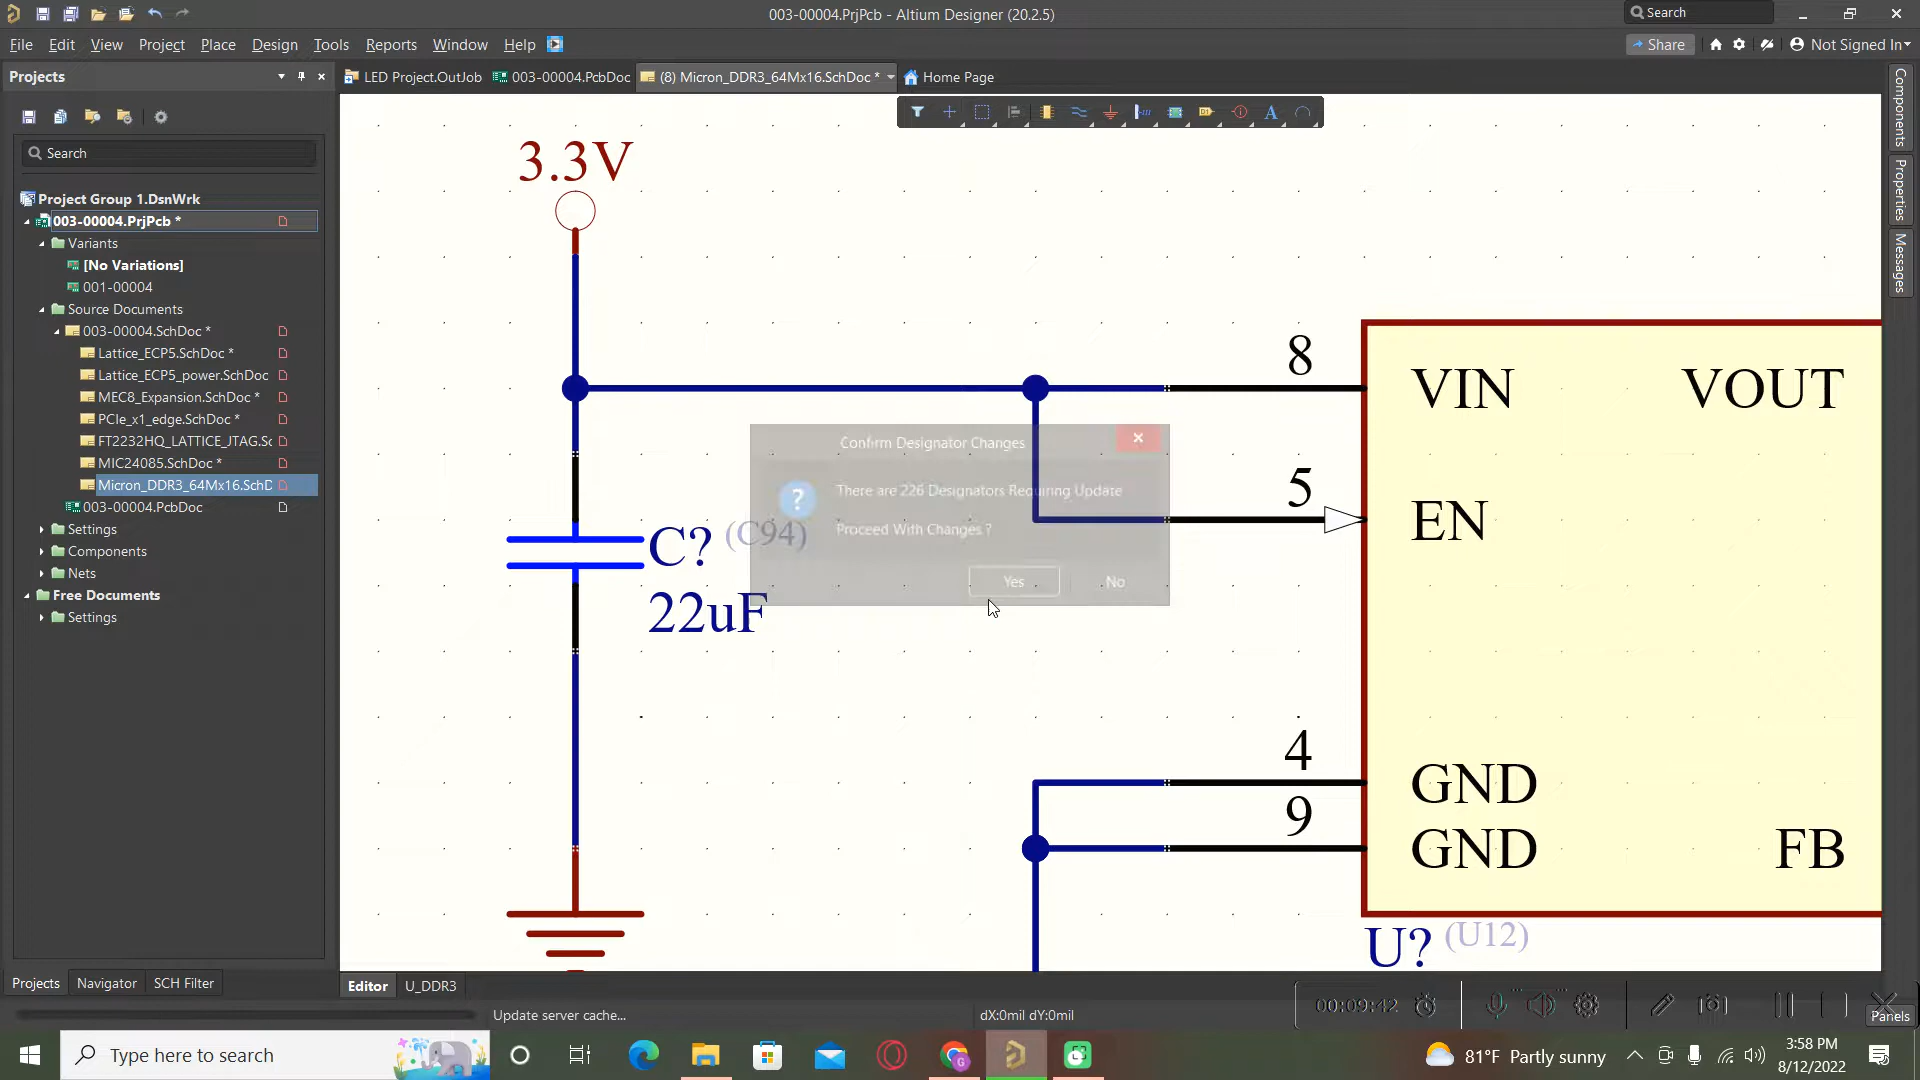 003-00004.PrjPcb - Altium Designer (20.2.5)
Search
File Edit View Project Place Design Tools Reports Window Help
Share
Not Signed In
Projects
LED Project.OutJob
003-00004.PcbDoc
(8) Micron_DDR3_64Mx16.SchDoc *
Home Page
Search
Project Group 1.DsnWrk
003-00004.PrjPcb *
Variants
[No Variations]
001-00004
Source Documents
003-00004.SchDoc *
Lattice_ECP5.SchDoc *
Lattice_ECP5_power.SchDoc
MEC8_Expansion.SchDoc *
PCIe_x1_edge.SchDoc *
FT2232HQ_LATTICE_JTAG.Sc
MIC24085.SchDoc *
Micron_DDR3_64Mx16.SchD
003-00004.PcbDoc
Settings
Components
Nets
Free Documents
Settings
Projects Navigator SCH Filter
3.3V
8
VIN
VOUT
5
EN
C? (C94)
22uF
4
GND
9
GND
FB
U? (U12)
Confirm Designator Changes
There are 226 Designators Requiring Update
Proceed With Changes ?
Yes
No
Components
Properties
Messages
Editor U_DDR3
Update server cache...
dX:0mil dY:0mil
00:09:42
Panels
Type here to search
81°F Partly sunny
3:58 PM
8/12/2022